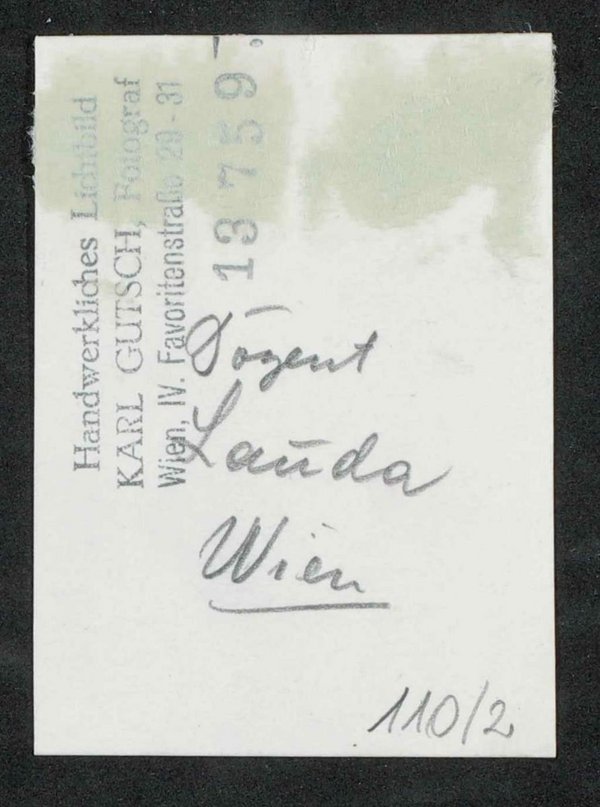 Handwerkliches Lichtbild
KARL GUTSCH, Fotograf
Wien, IV. Favoritenstraße 29-31
13759.
Dozent
Lauda
Wien
110/2